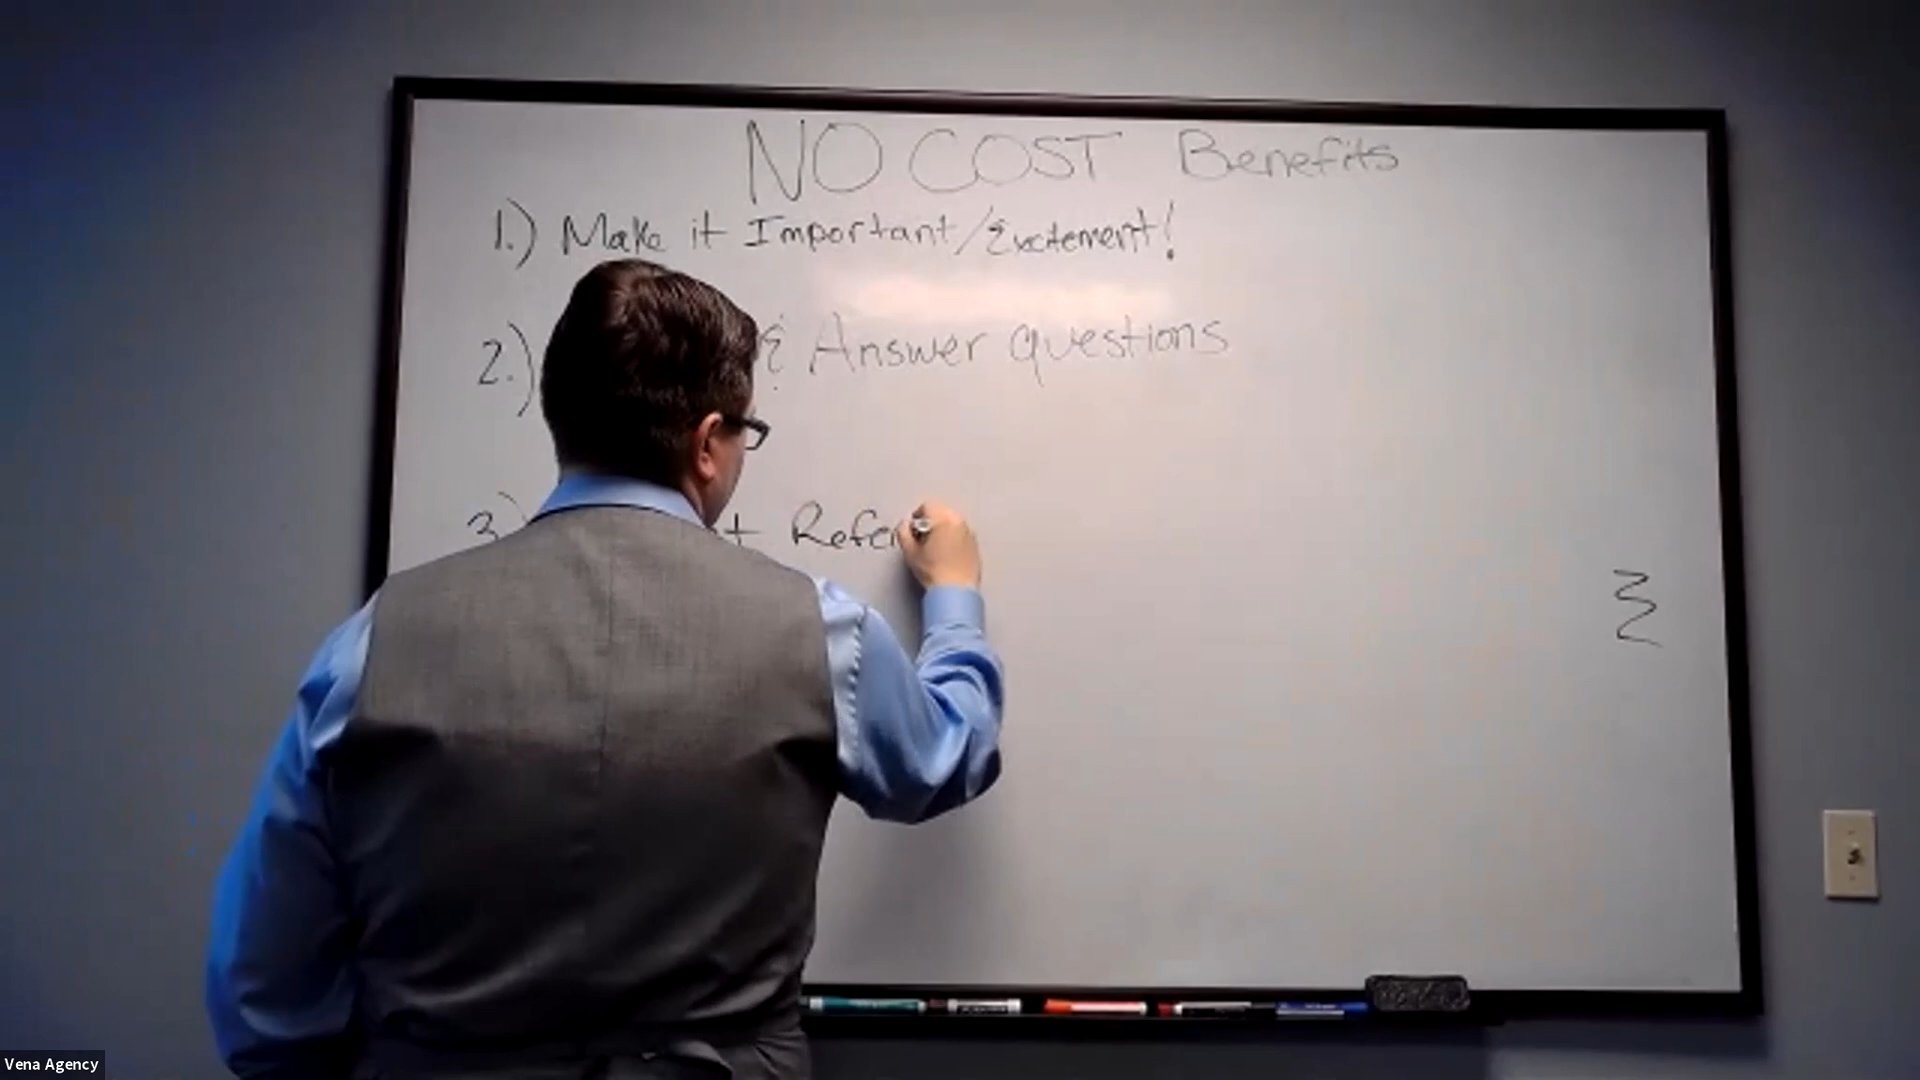 NO COST Benefits
1.) Make it Important/Excitement!
2.) & Answer questions
3.) Refer
Vena Agency